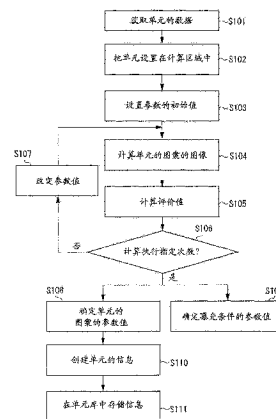 获取单元的数据
S101
把单元设置在计算区域中
S102
设置参数的初始值
S103
S107
改定参数值
计算单元的图案的图像
S104
计算评价值
S105
S106
计算执行指定次数?
否
是
S108
确定单元的
图案的参数值
确定曝光条件的参数值
创建单元的信息
S110
在单元库中存储信息
S111